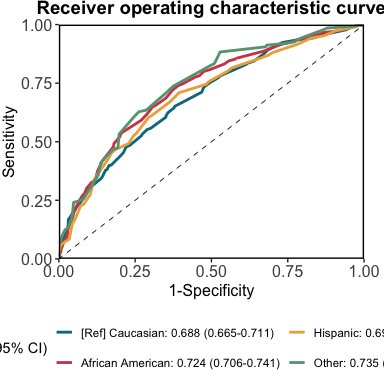 Receiver operating characteristic curve
1.00
0.75
0.50
0.25
0.00
Sensitivity
0.00 0.25 0.50 0.75 1.00
1-Specificity
95% CI)
[Ref] Caucasian: 0.688 (0.665-0.711)
Hispanic: 0.69
African American: 0.724 (0.706-0.741)
Other: 0.735 (